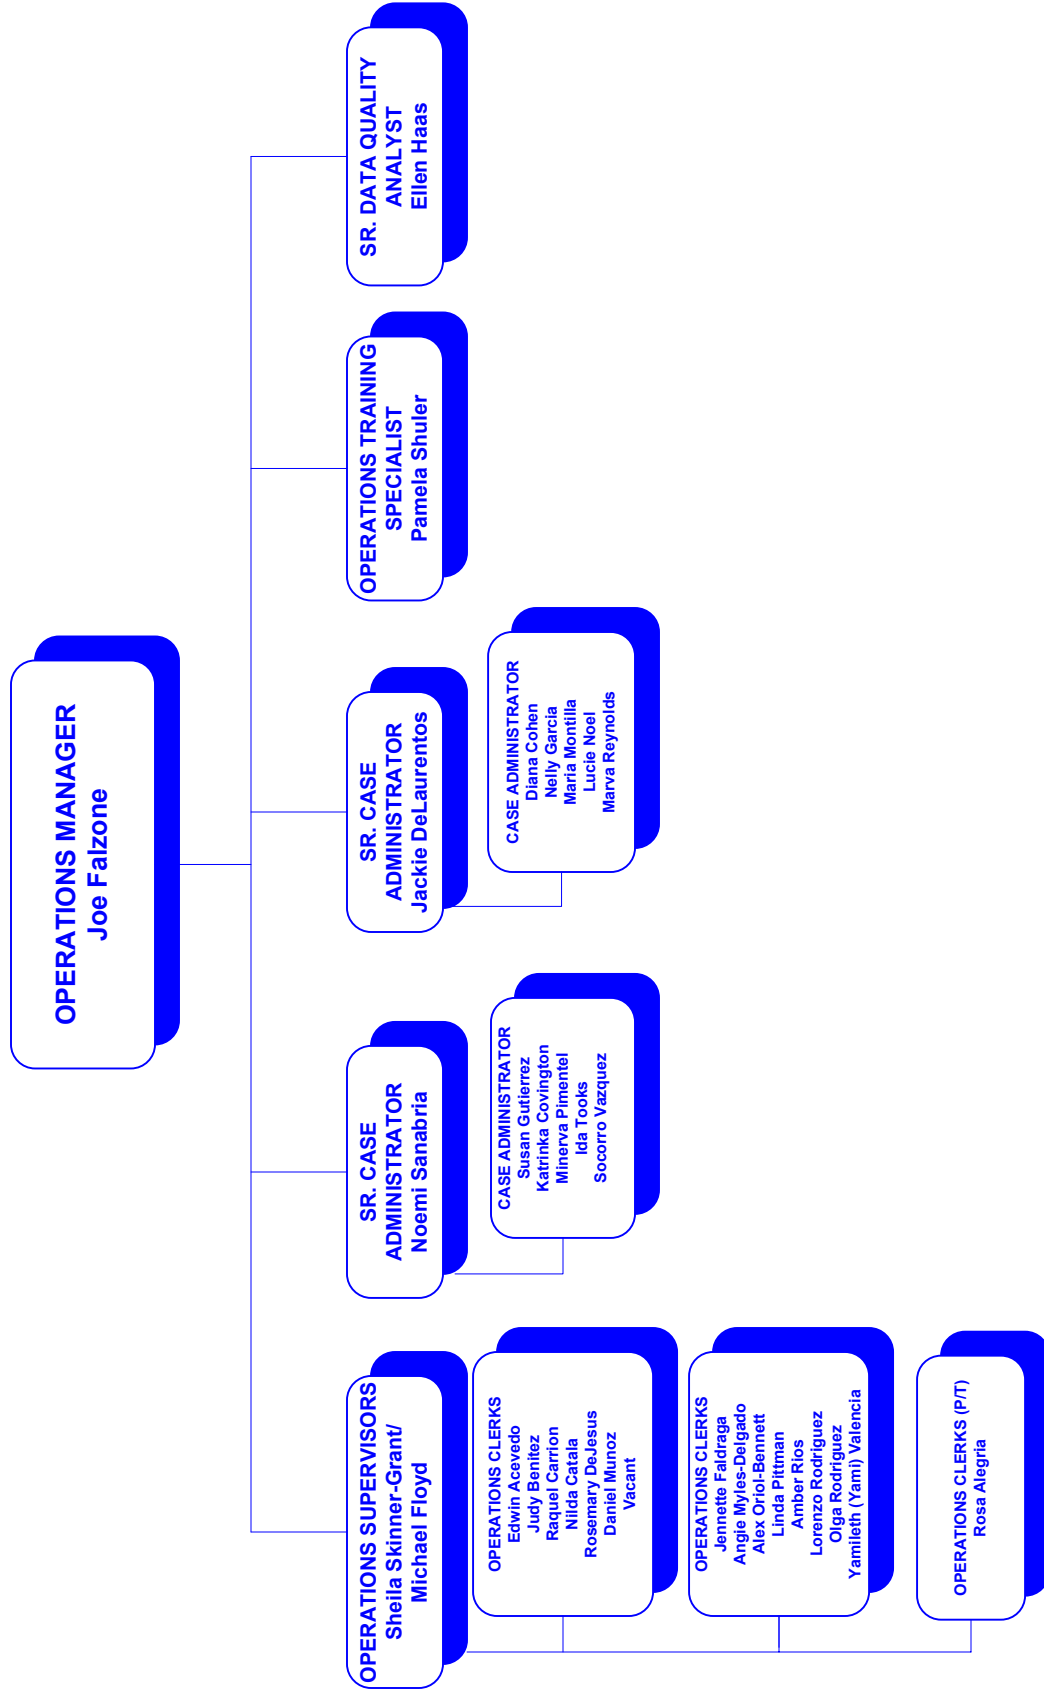 OPERATIONS MANAGER
Joe Falzone
OPERATIONS SUPERVISORS
Sheila Skinner-Grant/
Michael Floyd
OPERATIONS CLERKS
Edwin Acevedo
Judy Benitez
Raquel Carrion
Nilda Catala
Rosemary DeJesus
Daniel Munoz
Vacant
OPERATIONS CLERKS
Jennette Faldraga
Angie Myles-Delgado
Alex Oriol-Bennett
Linda Pittman
Amber Rios
Lorenzo Rodriguez
Olga Rodriguez
Yamileth (Yami) Valencia
OPERATIONS CLERKS (P/T)
Rosa Alegria
SR. CASE
ADMINISTRATOR
Noemi Sanabria
CASE ADMINISTRATOR
Susan Gutierrez
Katrinka Covington
Minerva Pimentel
Ida Tooks
Socorro Vazquez
SR. CASE
ADMINISTRATOR
Jackie DeLaurentos
CASE ADMINISTRATOR
Diana Cohen
Nelly Garcia
Maria Montilla
Lucie Noel
Marva Reynolds
OPERATIONS TRAINING
SPECIALIST
Pamela Shuler
SR. DATA QUALITY
ANALYST
Ellen Haas